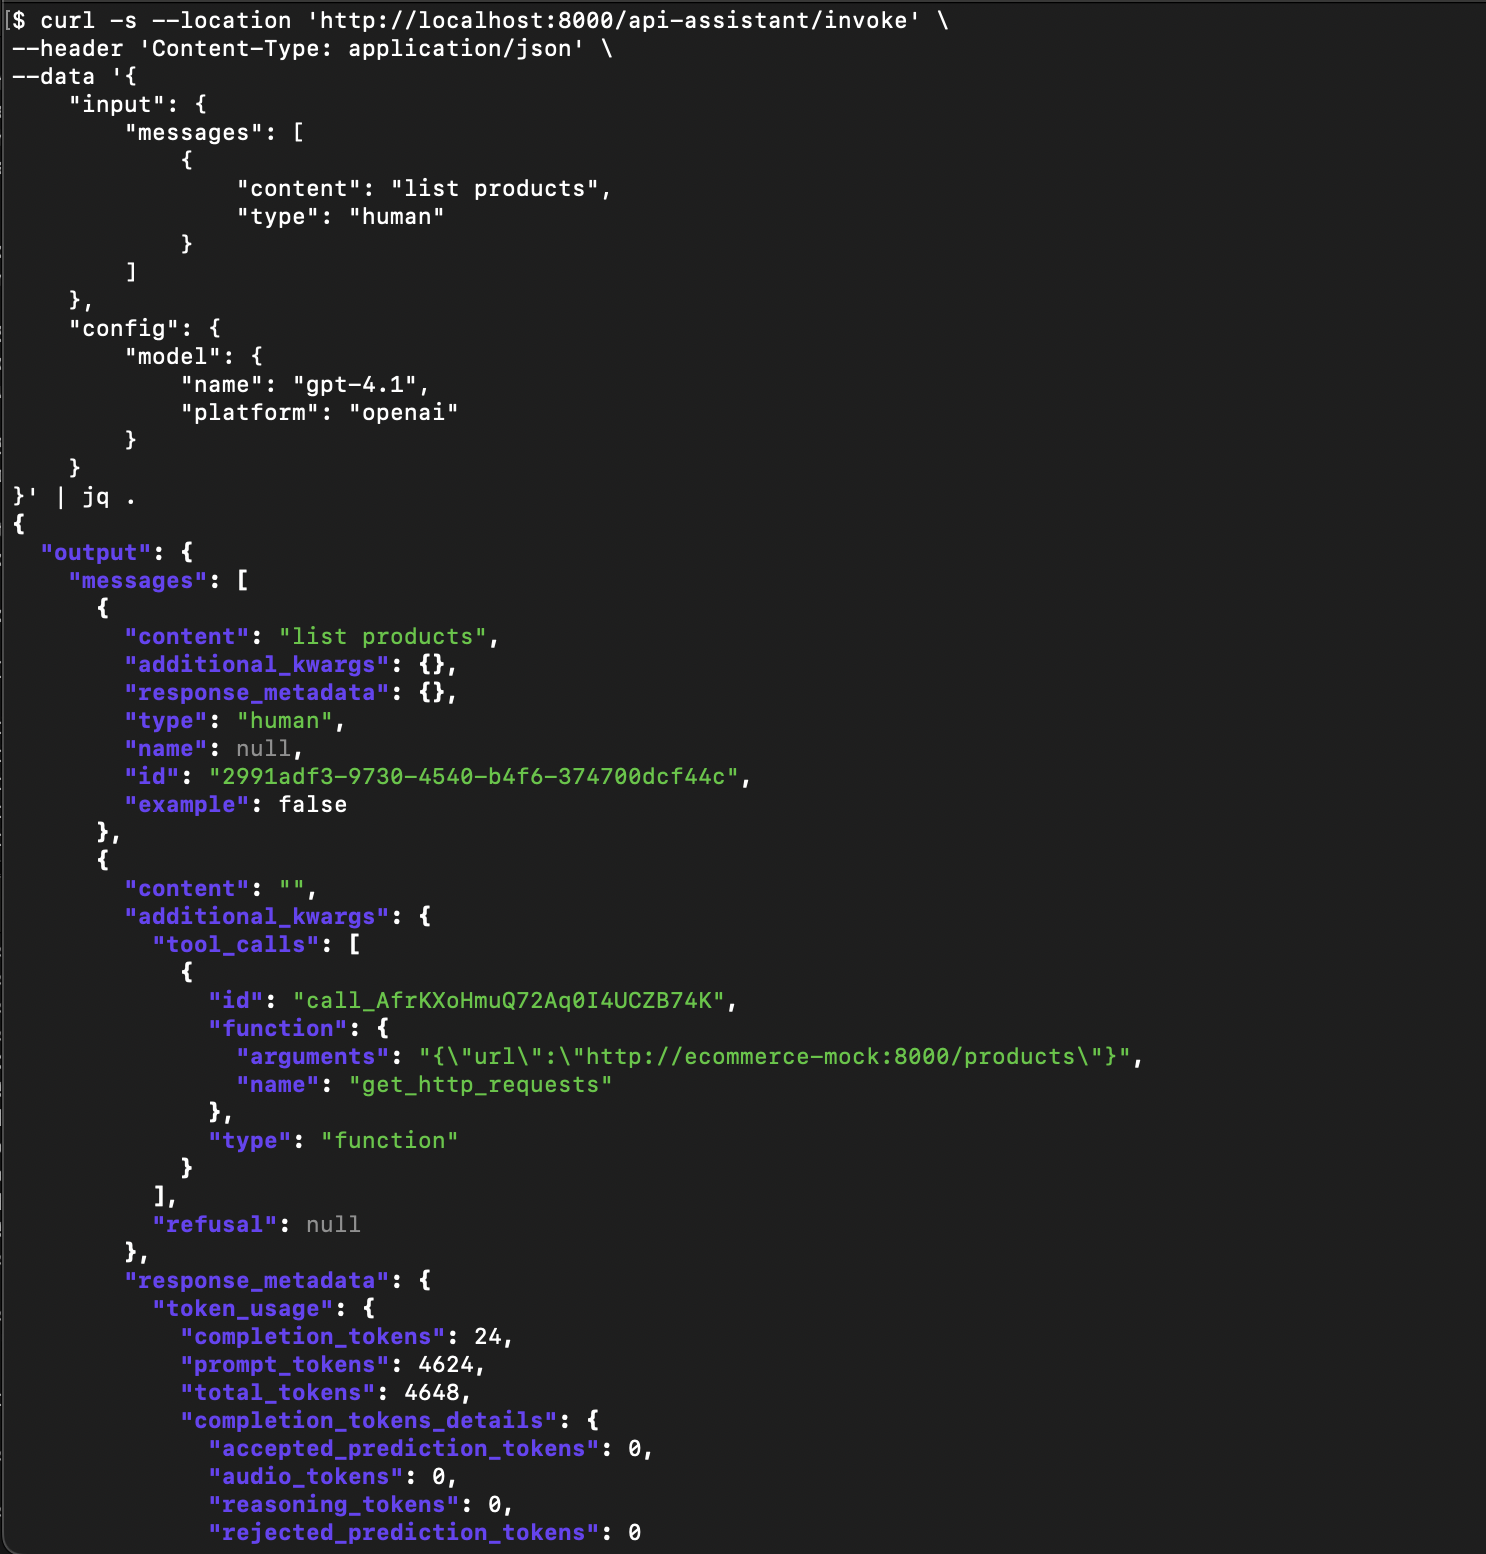 [$ curl -s --location 'http://localhost:8000/api-assistant/invoke' \
--header 'Content-Type: application/json' \
--data '{
    "input": {
        "messages": [
            {
                "content": "list products",
                "type": "human"
            }
        ]
    },
    "config": {
        "model": {
            "name": "gpt-4.1",
            "platform": "openai"
        }
    }
}' | jq .
{
  "output": {
    "messages": [
      {
        "content": "list products",
        "additional_kwargs": {},
        "response_metadata": {},
        "type": "human",
        "name": null,
        "id": "2991adf3-9730-4540-b4f6-374700dcf44c",
        "example": false
      },
      {
        "content": "",
        "additional_kwargs": {
          "tool_calls": [
            {
              "id": "call_AfrKXoHmuQ72Aq0I4UCZB74K",
              "function": {
                "arguments": "{\"url\":\"http://ecommerce-mock:8000/products\"}",
                "name": "get_http_requests"
              },
              "type": "function"
            }
          ],
          "refusal": null
        },
        "response_metadata": {
          "token_usage": {
            "completion_tokens": 24,
            "prompt_tokens": 4624,
            "total_tokens": 4648,
            "completion_tokens_details": {
              "accepted_prediction_tokens": 0,
              "audio_tokens": 0,
              "reasoning_tokens": 0,
              "rejected_prediction_tokens": 0